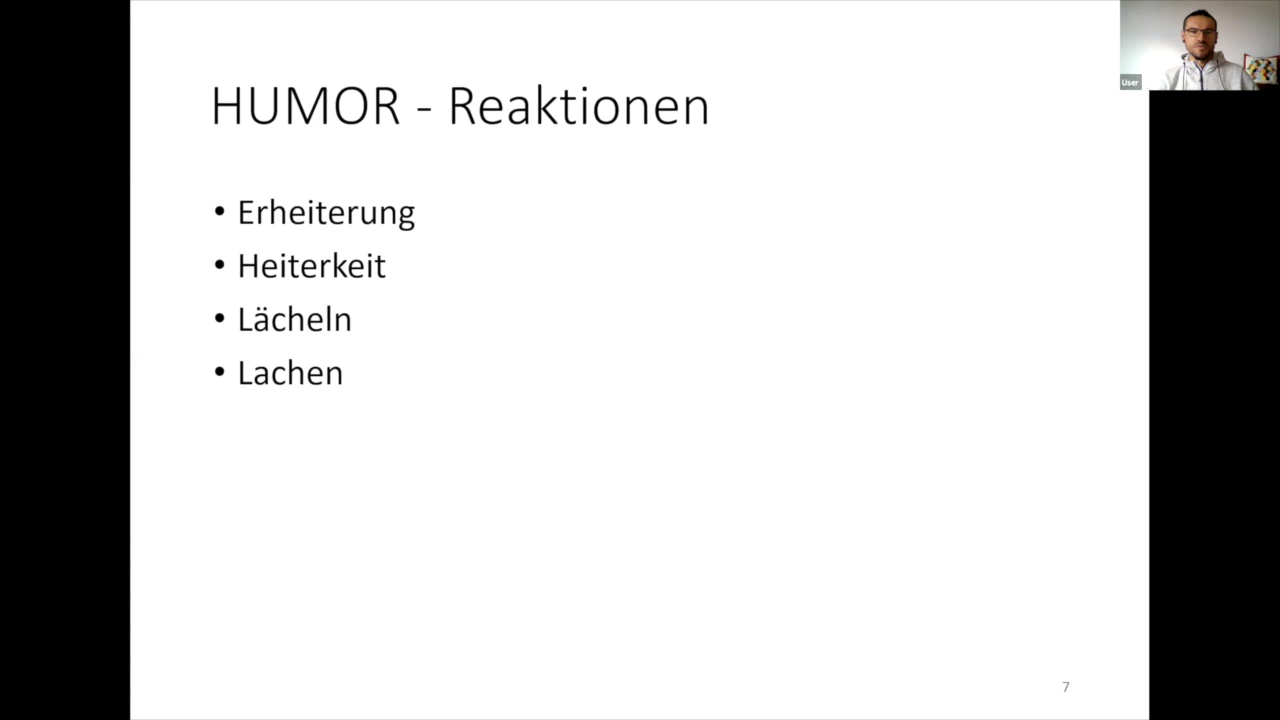 HUMOR - Reaktionen
• Erheiterung
• Heiterkeit
• Lächeln
• Lachen
User
7